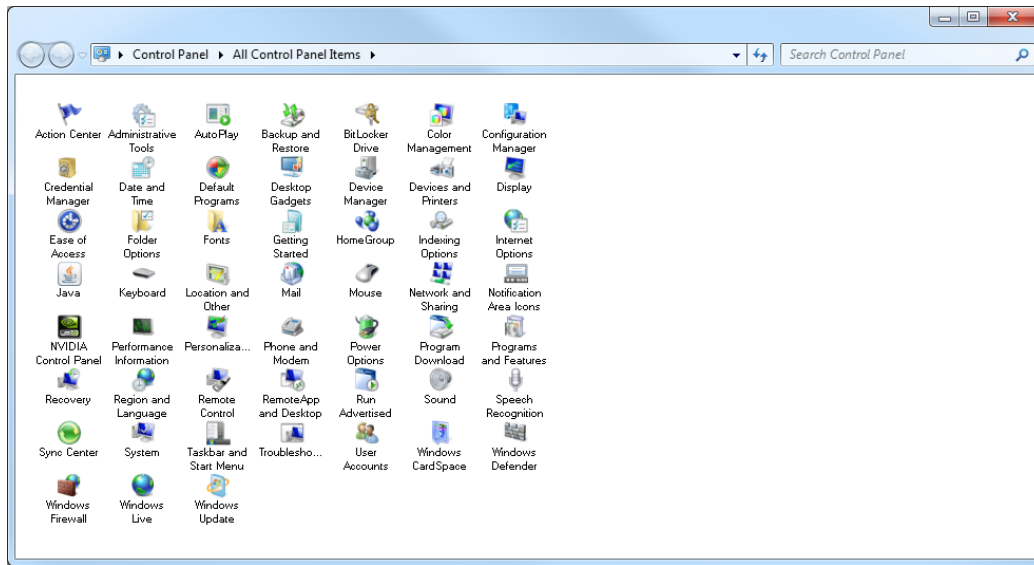 Control Panel All Control Panel Items Search Control Panel
Action Center Administrative Tools AutoPlay Backup and Restore BitLocker Drive Color Management Configuration Manager
Credential Manager Date and Time Default Programs Desktop Gadgets Device Manager Devices and Printers Display
Ease of Access Folder Options Fonts Getting Started HomeGroup Indexing Options Internet Options
Java Keyboard Location and Other Mail Mouse Network and Sharing Notification Area Icons
NVIDIA Control Panel Performance Information Personaliza... Phone and Modem Power Options Program Download Programs and Features
Recovery Region and Language Remote Control RemoteApp and Desktop Run Advertised Sound Speech Recognition
Sync Center System Taskbar and Start Menu Troublesho... User Accounts Windows CardSpace Windows Defender
Windows Firewall Windows Live Windows Update